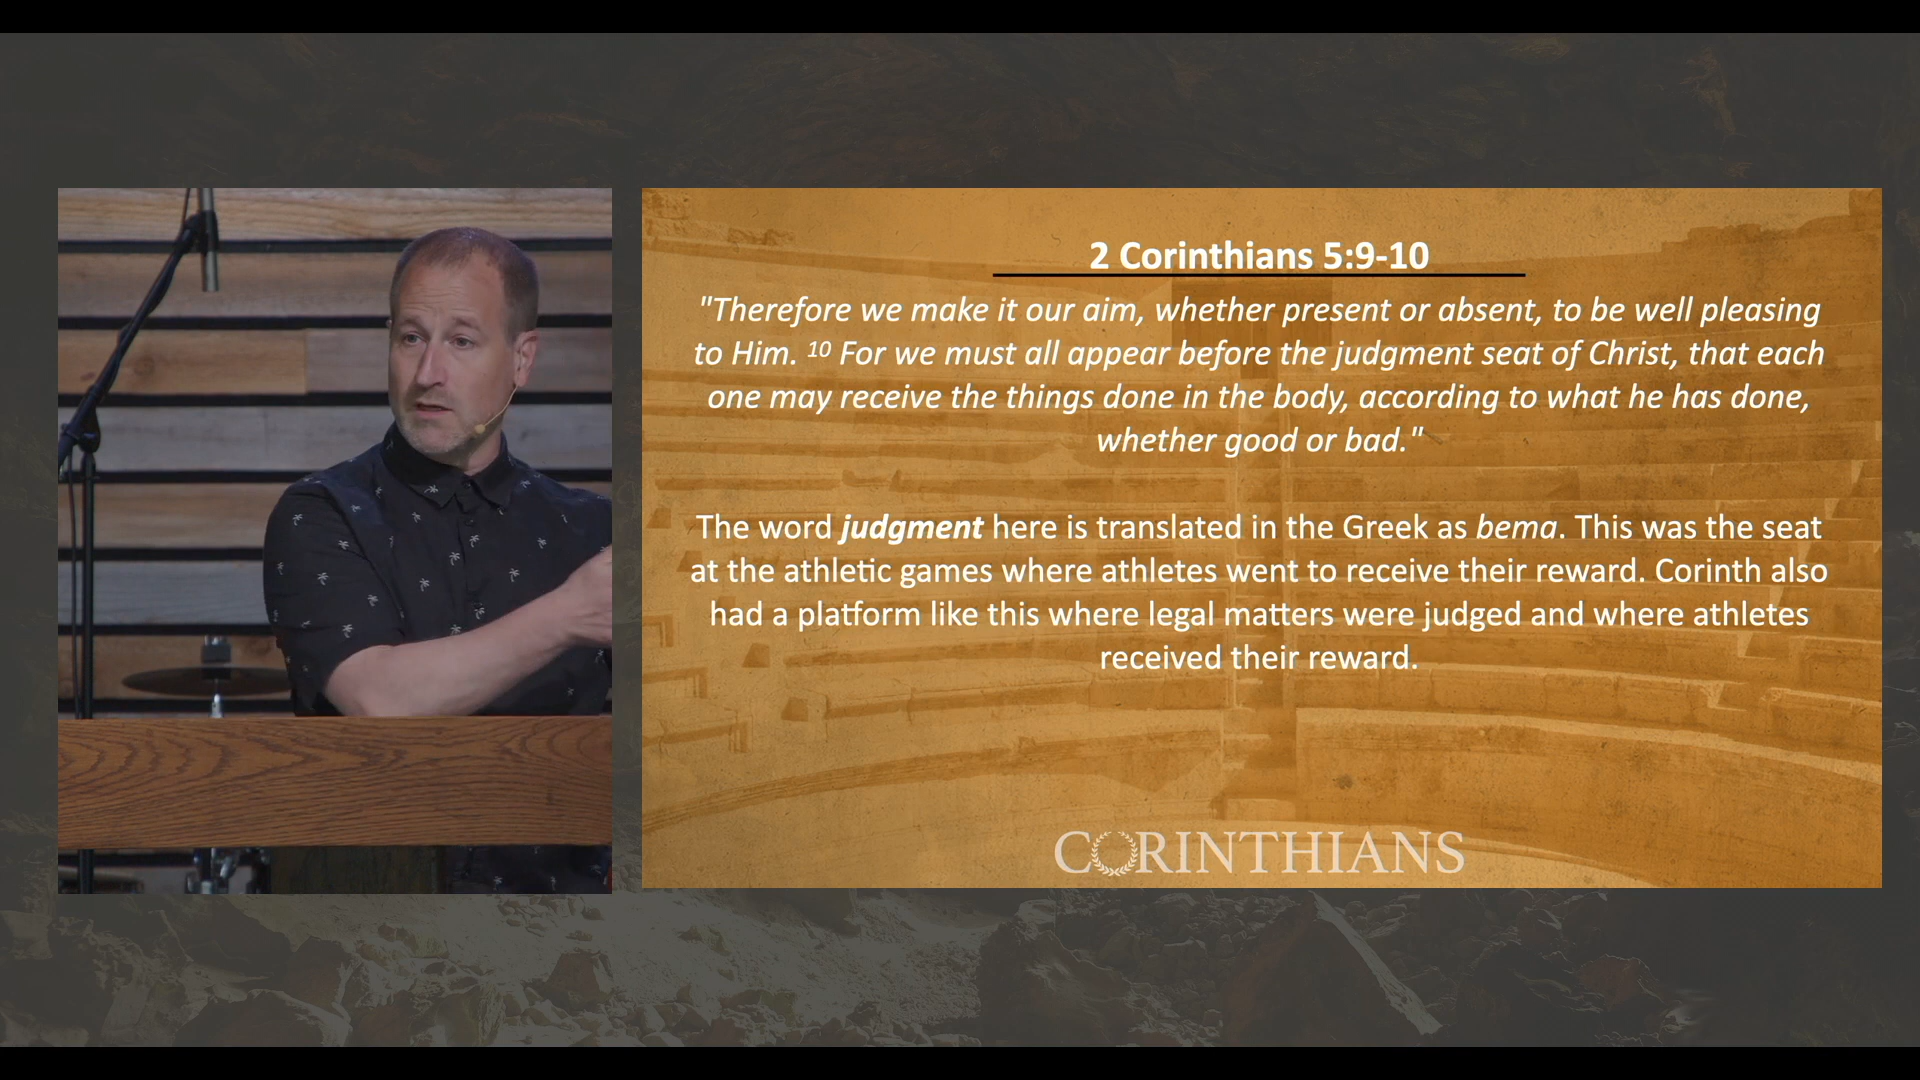 2 Corinthians 5:9-10
"Therefore we make it our aim, whether present or absent, to be well pleasing
to Him. ¹⁰ For we must all appear before the judgment seat of Christ, that each
one may receive the things done in the body, according to what he has done,
whether good or bad."
The word judgment here is translated in the Greek as bema. This was the seat
at the athletic games where athletes went to receive their reward. Corinth also
had a platform like this where legal matters were judged and where athletes
received their reward.
CORINTHIANS